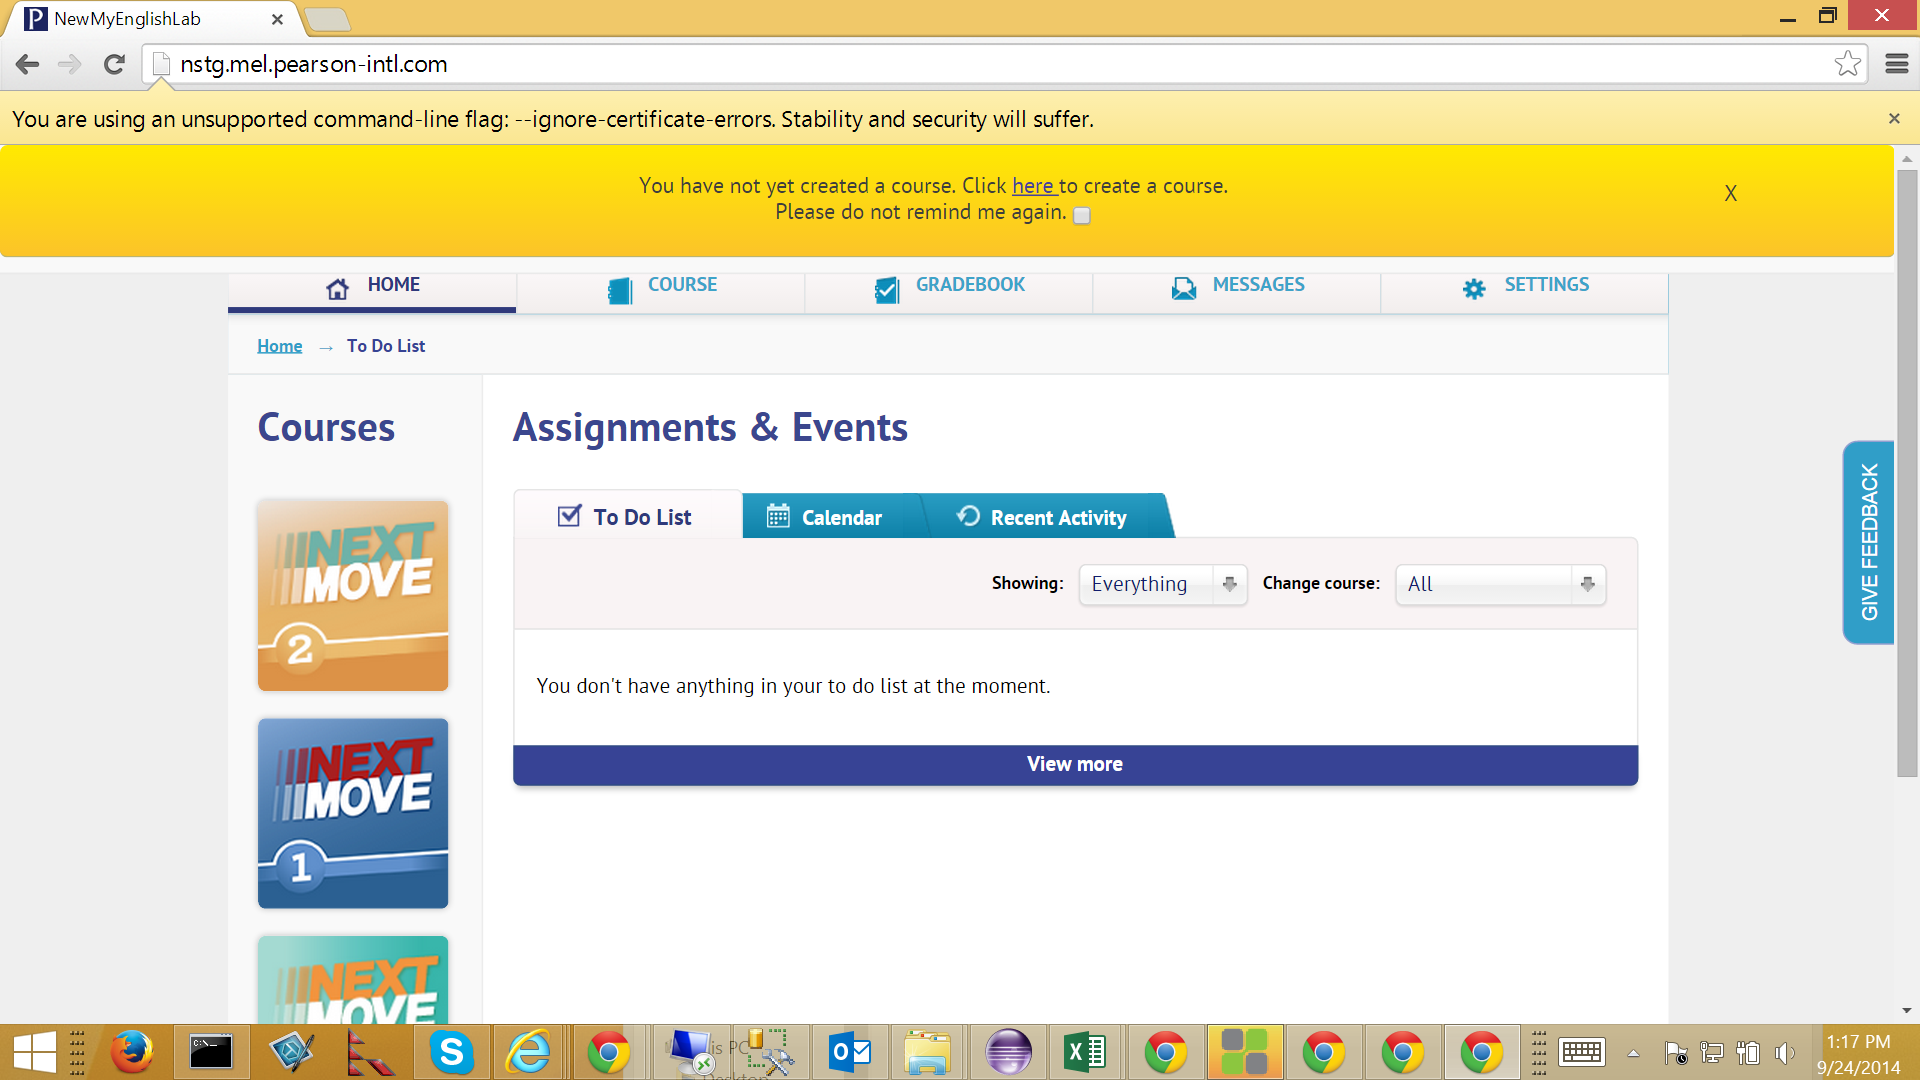 NewMyEnglishLab
nstg.mel.pearson-intl.com
You are using an unsupported command-line flag: --ignore-certificate-errors. Stability and security will suffer.
You have not yet created a course. Click here to create a course.
X
Please do not remind me again.
HOME COURSE GRADEBOOK MESSAGES SETTINGS
Home → To Do List
Courses
Assignments & Events
NEXT
MOVE
2
NEXT
MOVE
1
NEXT
MOVE
To Do List Calendar Recent Activity
Showing: Everything Change course: All
You don't have anything in your to do list at the moment.
View more
GIVE FEEDBACK
is PC
Desktop
1:17 PM
9/24/2014